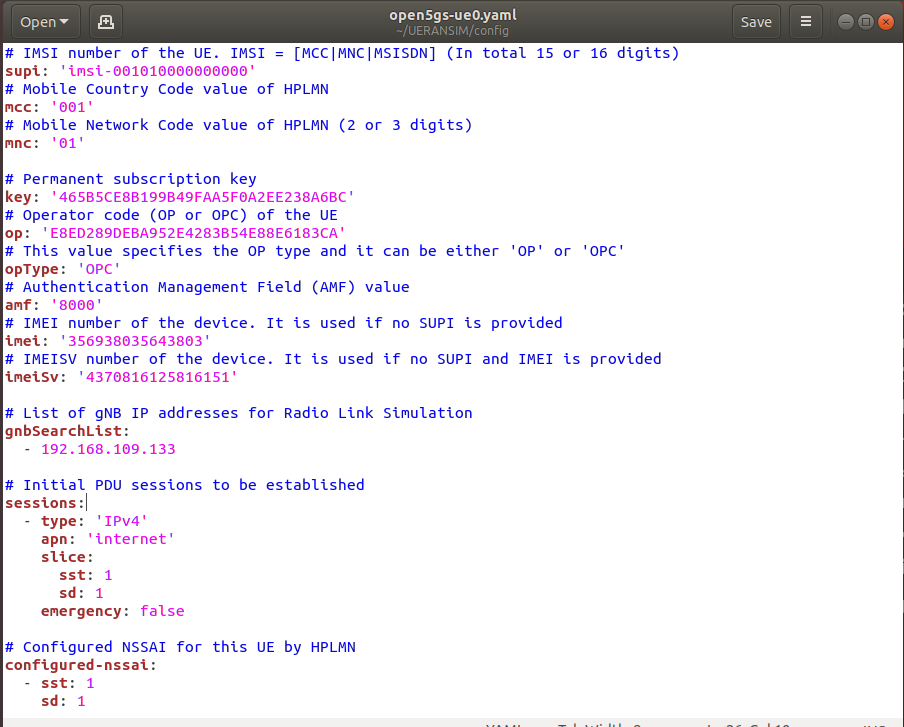 Open
open5gs-ue0.yaml
~/UERANSIM/config
Save
# IMSI number of the UE. IMSI = [MCC|MNC|MSISDN] (In total 15 or 16 digits)
supi: 'imsi-001010000000000'
# Mobile Country Code value of HPLMN
mcc: '001'
# Mobile Network Code value of HPLMN (2 or 3 digits)
mnc: '01'
# Permanent subscription key
key: '465B5CE8B199B49FAA5F0A2EE238A6BC'
# Operator code (OP or OPC) of the UE
op: 'E8ED289DEBA952E4283B54E88E6183CA'
# This value specifies the OP type and it can be either 'OP' or 'OPC'
opType: 'OPC'
# Authentication Management Field (AMF) value
amf: '8000'
# IMEI number of the device. It is used if no SUPI is provided
imei: '356938035643803'
# IMEISV number of the device. It is used if no SUPI and IMEI is provided
imeiSv: '4370816125816151'
# List of gNB IP addresses for Radio Link Simulation
gnbSearchList:
- 192.168.109.133
# Initial PDU sessions to be established
sessions:
- type: 'IPv4'
apn: 'internet'
slice:
sst: 1
sd: 1
emergency: false
# Configured NSSAI for this UE by HPLMN
configured-nssai:
- sst: 1
sd: 1